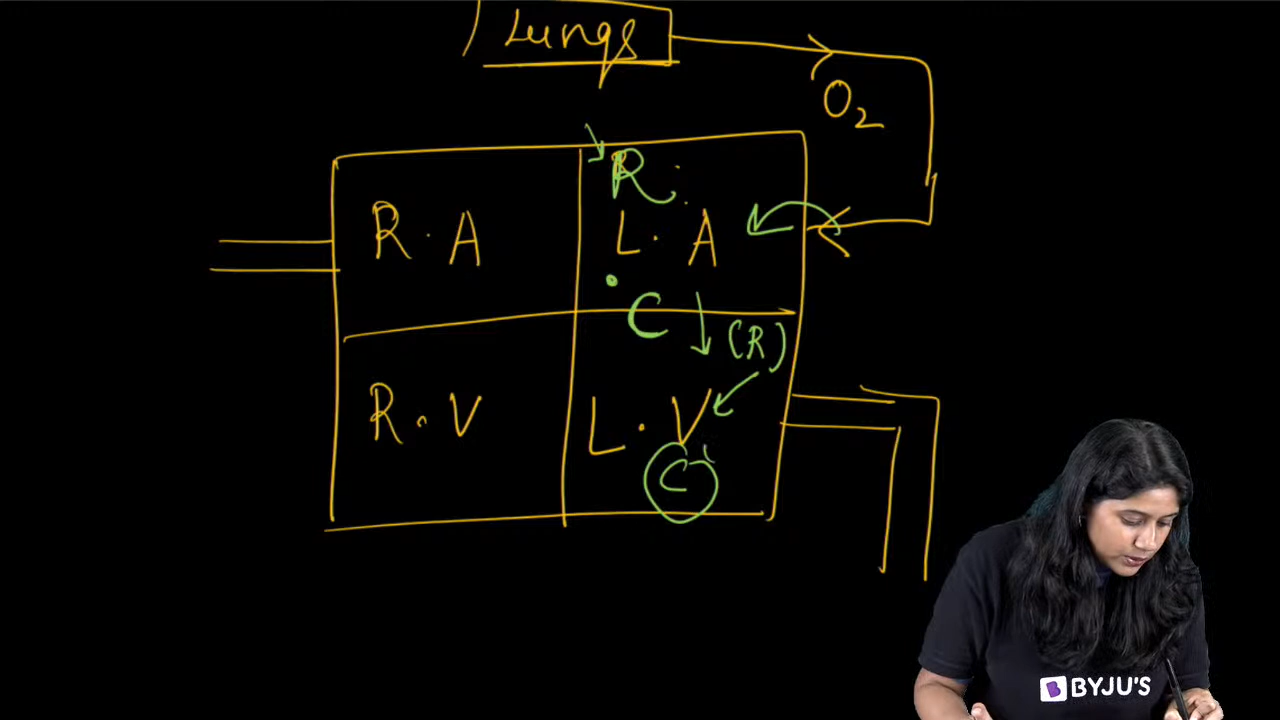 Lungs
O2
R.
R. A
L. A
C
(R)
R. V
L. V
C
BYJU'S